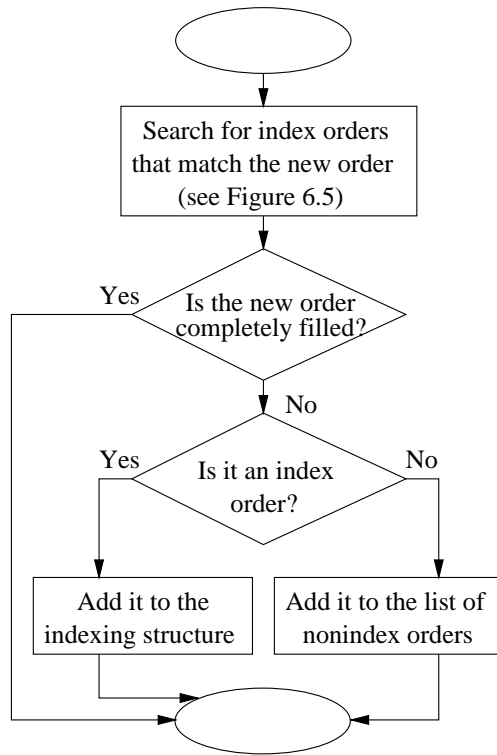 Search for index orders
that match the new order
(see Figure 6.5)
Yes
Is the new order
completely filled?
No
Yes
Is it an index
order?
No
Add it to the
indexing structure
Add it to the list of
nonindex orders